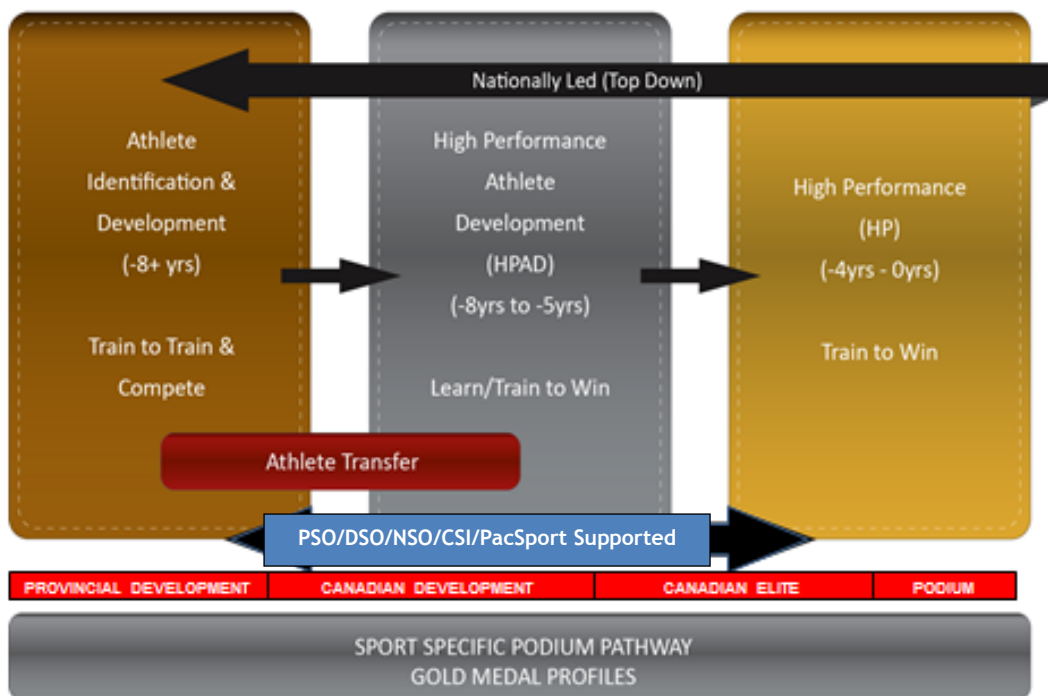 Nationally Led (Top Down)
Athlete
Identification &
Development
(-8+ yrs)
Train to Train &
Compete
High Performance
Athlete
Development
(HPAD)
(-8yrs to -5yrs)
Learn/Train to Win
High Performance
(HP)
(-4yrs - 0yrs)
Train to Win
Athlete Transfer
PSO/DSO/NSO/CSI/PacSport Supported
PROVINCIAL DEVELOPMENT
CANADIAN DEVELOPMENT
CANADIAN ELITE
PODIUM
SPORT SPECIFIC PODIUM PATHWAY
GOLD MEDAL PROFILES